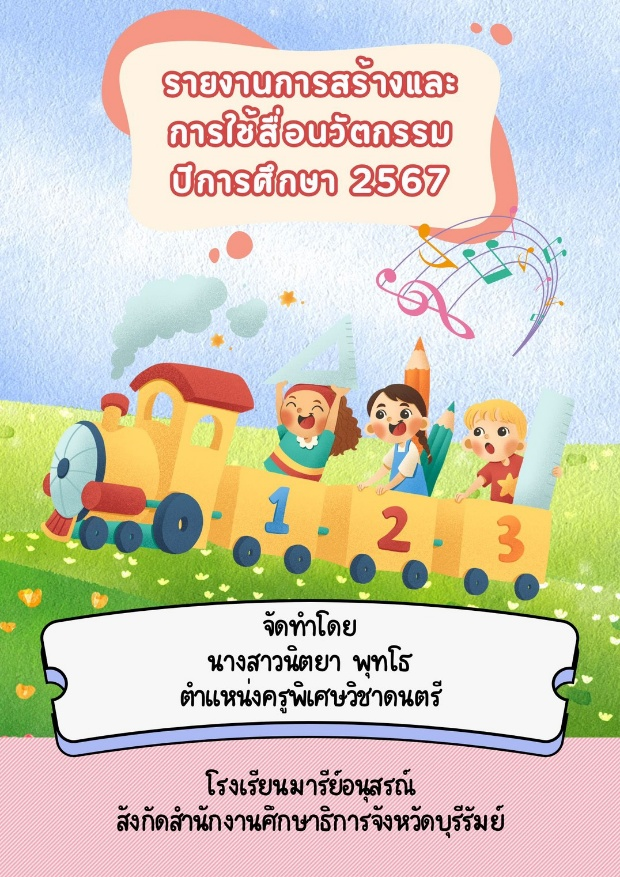 รายงานการสร้างและ
การใช้สื่อนวัตกรรม
ปีการศึกษา 2567
1
2
3
จัดทำโดย
นางสาวนิตยา พุทโธ
ตำแหน่งครูพิเศษวิชาดนตรี
โรงเรียนมารีย์อนุสรณ์
สังกัดสำนักงานศึกษาธิการจังหวัดบุรีรัมย์